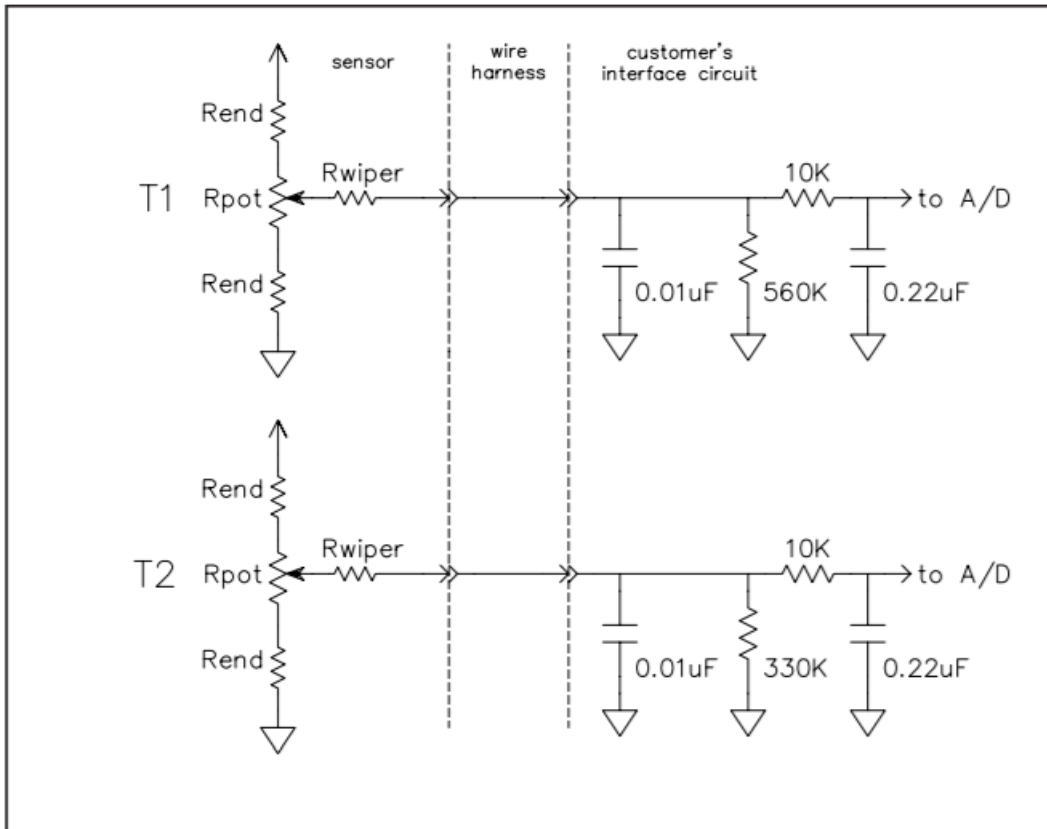 sensor
wire
harness
customer's
interface circuit
Rend
T1
Rpot
Rwiper
10K
to A/D
Rend
0.01uF
560K
0.22uF
Rend
T2
Rpot
Rwiper
10K
to A/D
Rend
0.01uF
330K
0.22uF